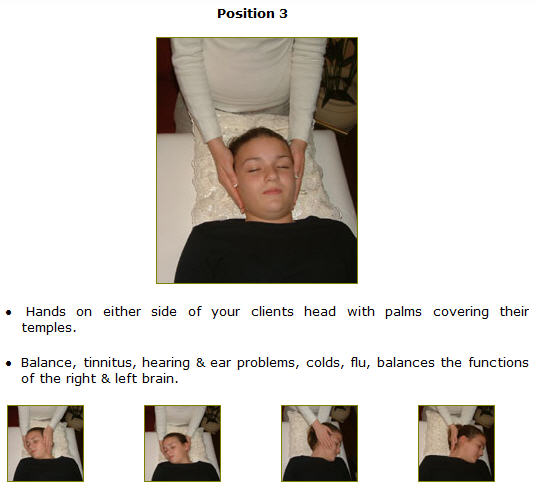 Position 3
• Hands on either side of your clients head with palms covering their
temples.
• Balance, tinnitus, hearing & ear problems, colds, flu, balances the functions
of the right & left brain.